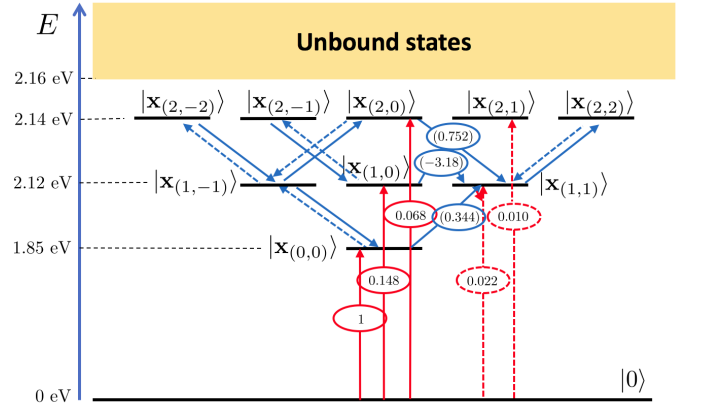 E
Unbound states
2.16 eV
2.14 eV
|x(2,−2)⟩
|x(2,−1)⟩
|x(2,0)⟩
|x(2,1)⟩
|x(2,2)⟩
(0.752)
(−3.18)
2.12 eV
|x(1,−1)⟩
|x(1,0)⟩
|x(1,1)⟩
0.068
(0.344)
0.010
1.85 eV
|x(0,0)⟩
0.148
0.022
1
0 eV
|0⟩